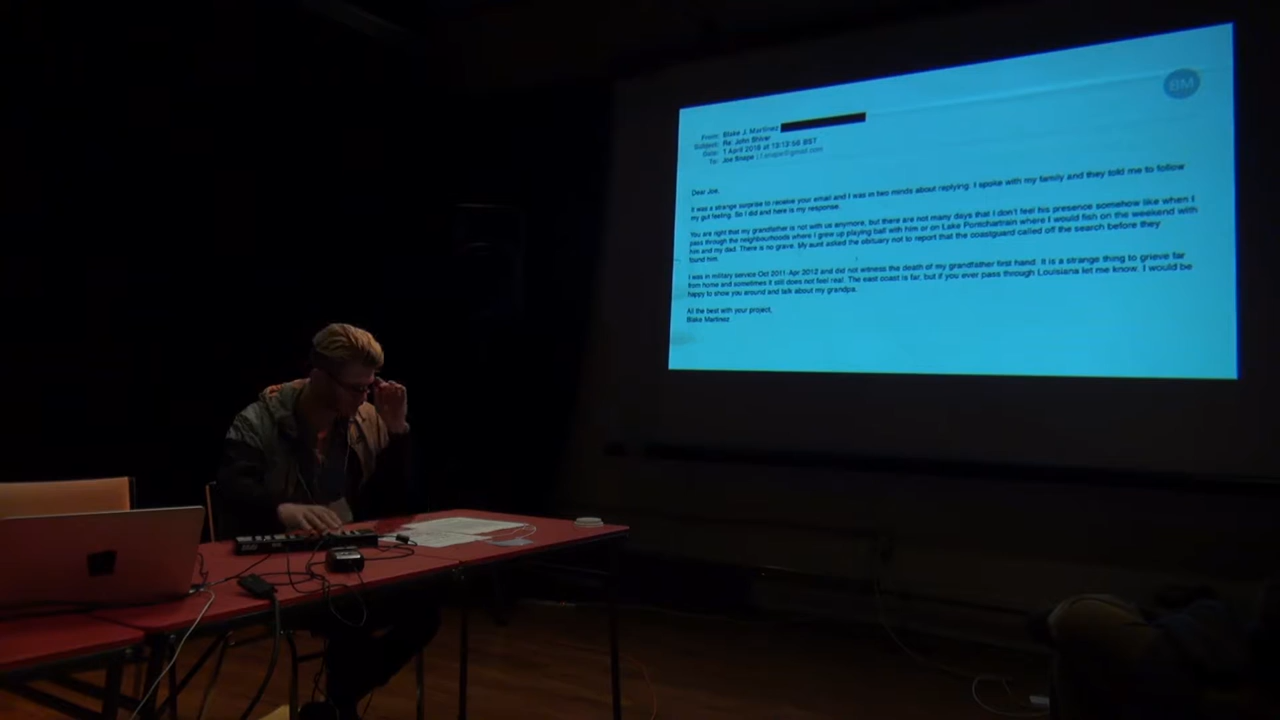 BM
From: Blake J. Martinez
Subject: Re: John Shiver
Date: 1 April 2016 at 13:13:58 BST
To: Joe Snape
Dear Joe,
It was a strange surprise to receive your email and I was in two minds about replying. I spoke with my family and they told me to follow
my gut feeling. So I did and here is my response.
You are right that my grandfather is not with us anymore, but there are not many days that I don't feel his presence somehow like when I
pass through the neighbourhoods where I grew up playing ball with him or on Lake Pontchartrain where I would fish on the weekend with
him and my dad. There is no grave. My aunt asked the obituary not to report that the coastguard called off the search before they
found him.
I was in military service Oct 2011-Apr 2012 and did not witness the death of my grandfather first hand. It is a strange thing to grieve far
from home and sometimes it still does not feel real. The east coast is far, but if you ever pass through Louisiana let me know. I would be
happy to show you around and talk about my grandpa.
All the best with your project,
Blake Martinez